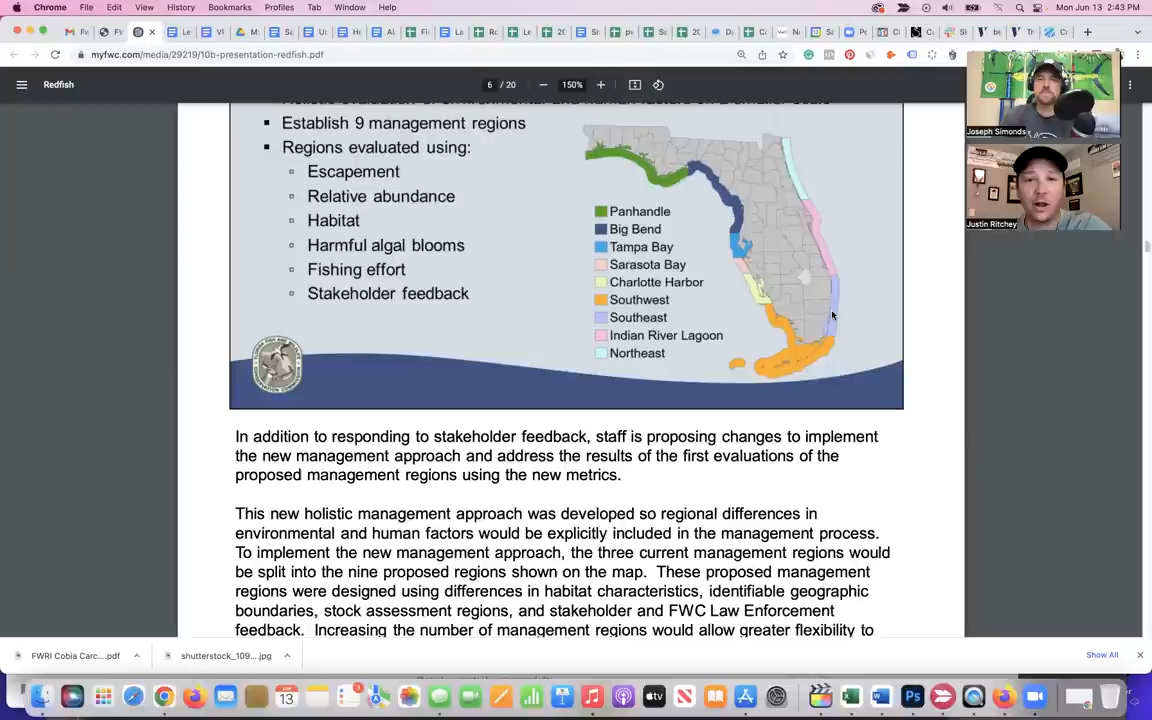 Chrome File Edit View History Bookmarks Profiles Tab Window Help
Mon Jun 13 2:43 PM
myfwc.com/media/29219/10b-presentation-redfish.pdf
Redfish
6 / 20
150%
Establish 9 management regions
Regions evaluated using:
Escapement
Relative abundance
Habitat
Harmful algal blooms
Fishing effort
Stakeholder feedback
Panhandle
Big Bend
Tampa Bay
Sarasota Bay
Charlotte Harbor
Southwest
Southeast
Indian River Lagoon
Northeast
Joseph Simonds
Justin Ritchey
In addition to responding to stakeholder feedback, staff is proposing changes to implement
the new management approach and address the results of the first evaluations of the
proposed management regions using the new metrics.
This new holistic management approach was developed so regional differences in
environmental and human factors would be explicitly included in the management process.
To implement the new management approach, the three current management regions would
be split into the nine proposed regions shown on the map.  These proposed management
regions were designed using differences in habitat characteristics, identifiable geographic
boundaries, stock assessment regions, and stakeholder and FWC Law Enforcement
feedback.  Increasing the number of management regions would allow greater flexibility to
FWRI Cobia Carc....pdf
shutterstock_109....jpg
Show All